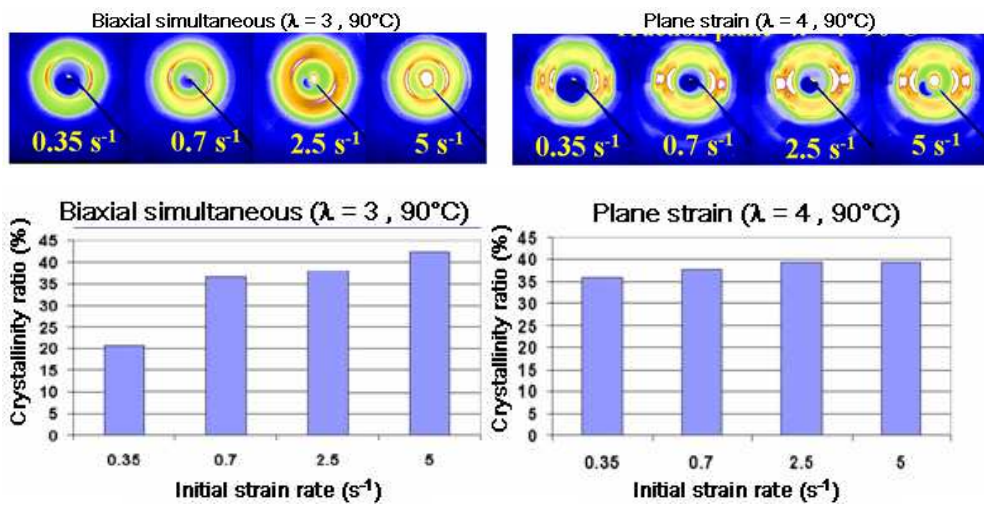 Biaxial simultaneous (λ = 3, 90°C)
0.35 s-1
0.7 s-1
2.5 s-1
5 s-1
Plane strain (λ = 4, 90°C)
0.35 s-1
0.7 s-1
2.5 s-1
5 s-1
Biaxial simultaneous (λ = 3 , 90°C)
Crystallinity ratio (%)
45
40
35
30
25
20
15
10
5
0
0.35
0.7
2.5
5
Initial strain rate (s-1)
Plane strain (λ = 4 , 90°C)
Crystallinity ratio (%)
45
40
35
30
25
20
15
10
5
0
0.35
0.7
2.5
5
Initial strain rate (s-1)